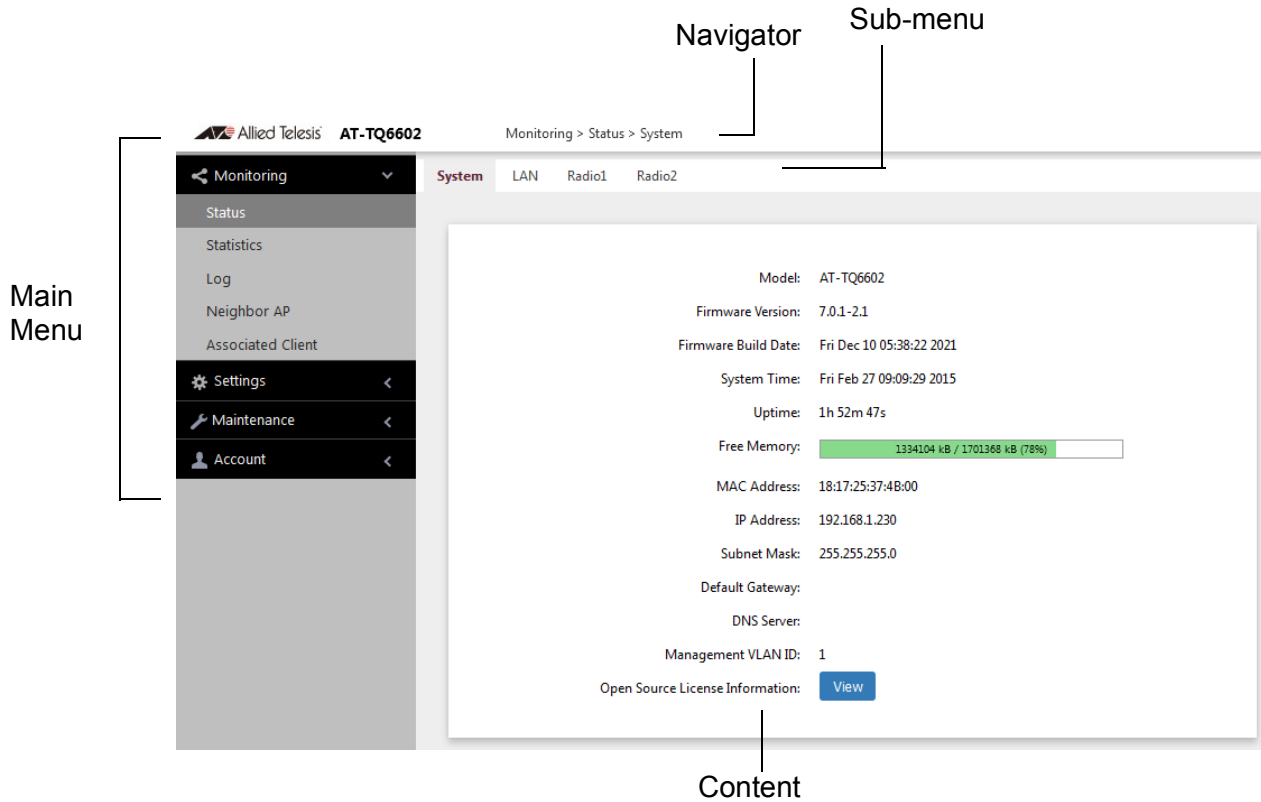 Sub-menu
Navigator
Allied Telesis AT-TQ6602 Monitoring > Status > System
Monitoring
System LAN Radio1 Radio2
Status
Statistics
Log
Neighbor AP
Associated Client
Settings
Maintenance
Account
Main
Menu
Model: AT-TQ6602
Firmware Version: 7.0.1-2.1
Firmware Build Date: Fri Dec 10 05:38:22 2021
System Time: Fri Feb 27 09:09:29 2015
Uptime: 1h 52m 47s
Free Memory: 1334104 kB / 1701368 kB (78%)
MAC Address: 18:17:25:37:4B:00
IP Address: 192.168.1.230
Subnet Mask: 255.255.255.0
Default Gateway:
DNS Server:
Management VLAN ID: 1
Open Source License Information: View
Content